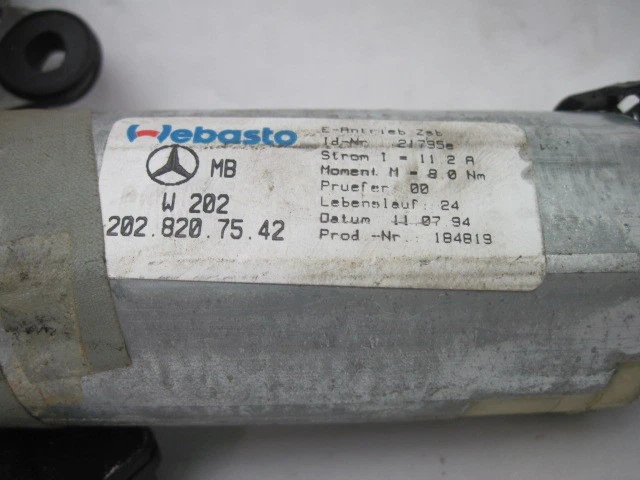 Webasto
MB
W 202
202.820.75.42
E-Antrieb Zsb
Id-Nr. 21795e
Strom I = 11.2 A
Moment M = 8.0 Nm
Pruefer 00
Lebenslauf: 24
Datum 11.07.94
Prod.-Nr.: 184819